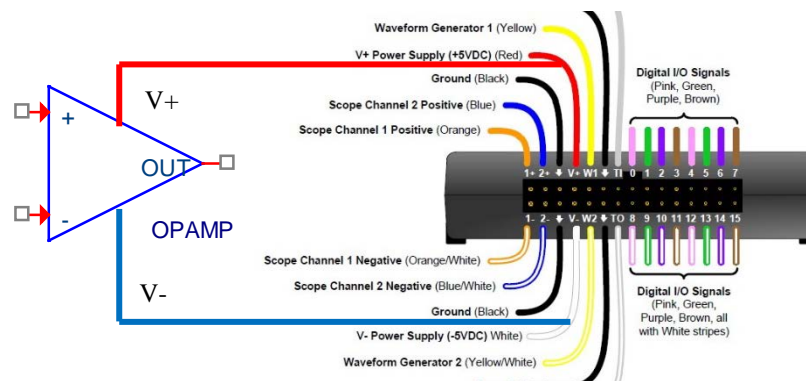 Waveform Generator 1 (Yellow)
V+ Power Supply (+5VDC) (Red)
Ground (Black)
Scope Channel 2 Positive (Blue)
Scope Channel 1 Positive (Orange)
Digital I/O Signals
(Pink, Green,
Purple, Brown)
V+
+
OUT
-
OPAMP
V-
1+ 2+ V+ W1 TI 0 1 2 3 4 5 6 7
1- 2- V- W2 TO 8 9 10 11 12 13 14 15
Scope Channel 1 Negative (Orange/White)
Scope Channel 2 Negative (Blue/White)
Ground (Black)
V- Power Supply (-5VDC) White)
Waveform Generator 2 (Yellow/White)
Digital I/O Signals
(Pink, Green,
Purple, Brown, all
with White stripes)